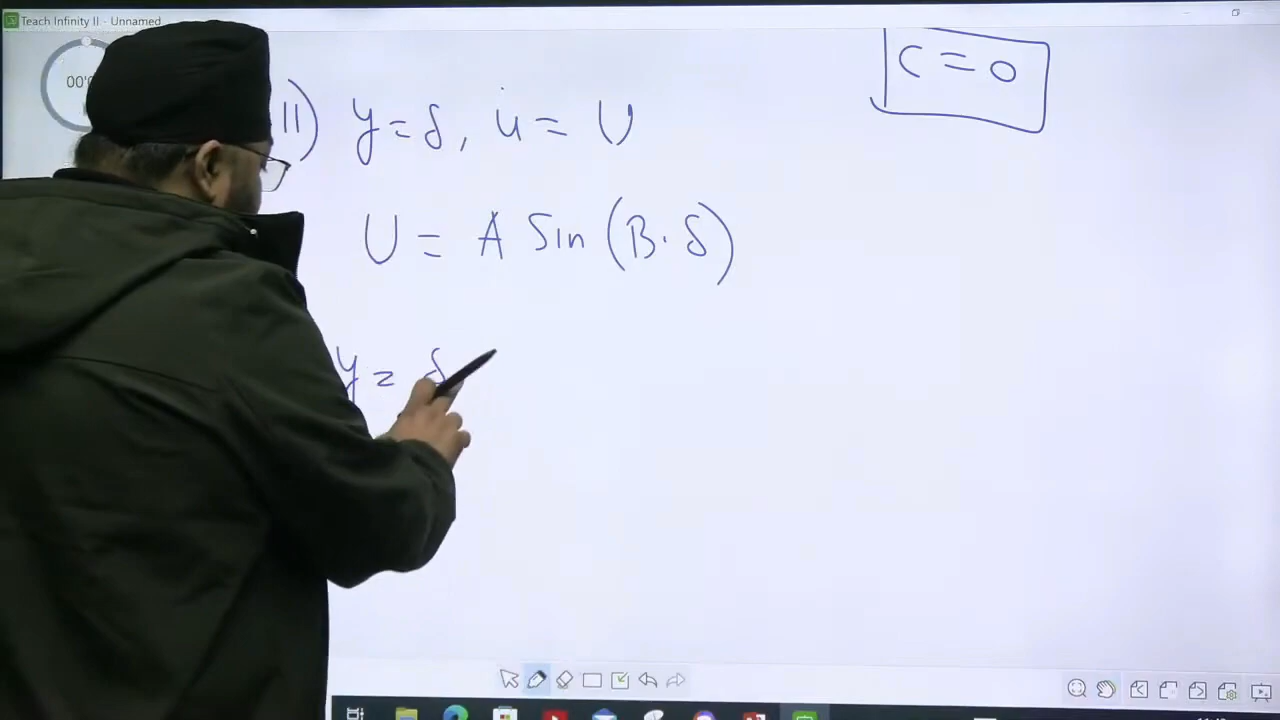 Teach Infinity II - Unnamed
C = 0
II) y = δ, u = U
U = A Sin (B. δ)
y = δ